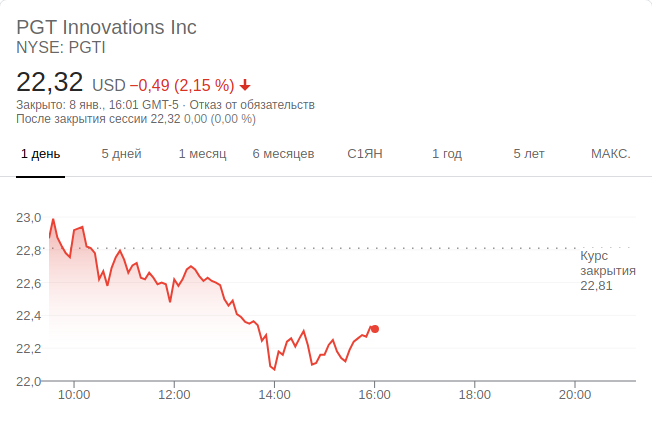 PGT Innovations Inc
NYSE: PGTI
22,32 USD −0,49 (2,15 %)
Закрыто: 8 янв., 16:01 GMT-5 · Отказ от обязательств
После закрытия сессии 22,32 0,00 (0,00 %)
1 день 5 дней 1 месяц 6 месяцев С1ЯН 1 год 5 лет МАКС.
23,0
22,8
Курс
закрытия
22,6
22,81
22,4
22,2
22,0
10:00 12:00 14:00 16:00 18:00 20:00